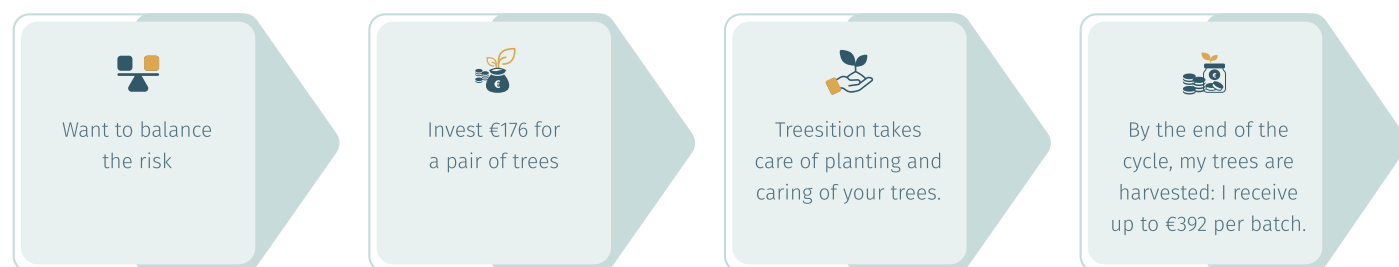 Want to balance
the risk
Invest €176 for
a pair of trees
Treesition takes
care of planting and
caring of your trees.
By the end of the
cycle, my trees are
harvested: I receive
up to €392 per batch.